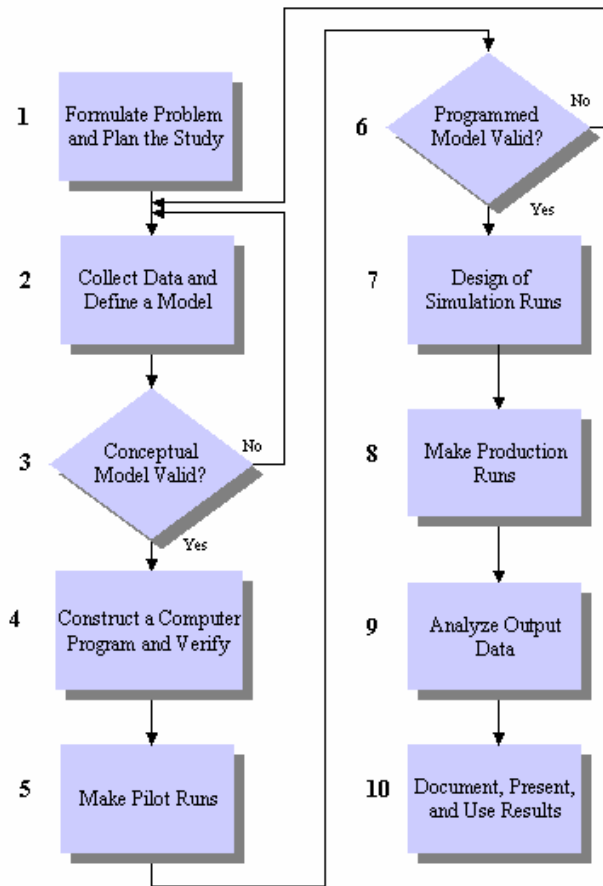 1
Formulate Problem
and Plan the Study
2
Collect Data and
Define a Model
3
Conceptual
Model Valid?
No
Yes
4
Construct a Computer
Program and Verify
5
Make Pilot Runs
6
Programmed
Model Valid?
No
Yes
7
Design of
Simulation Runs
8
Make Production
Runs
9
Analyze Output
Data
10
Document, Present,
and Use Results